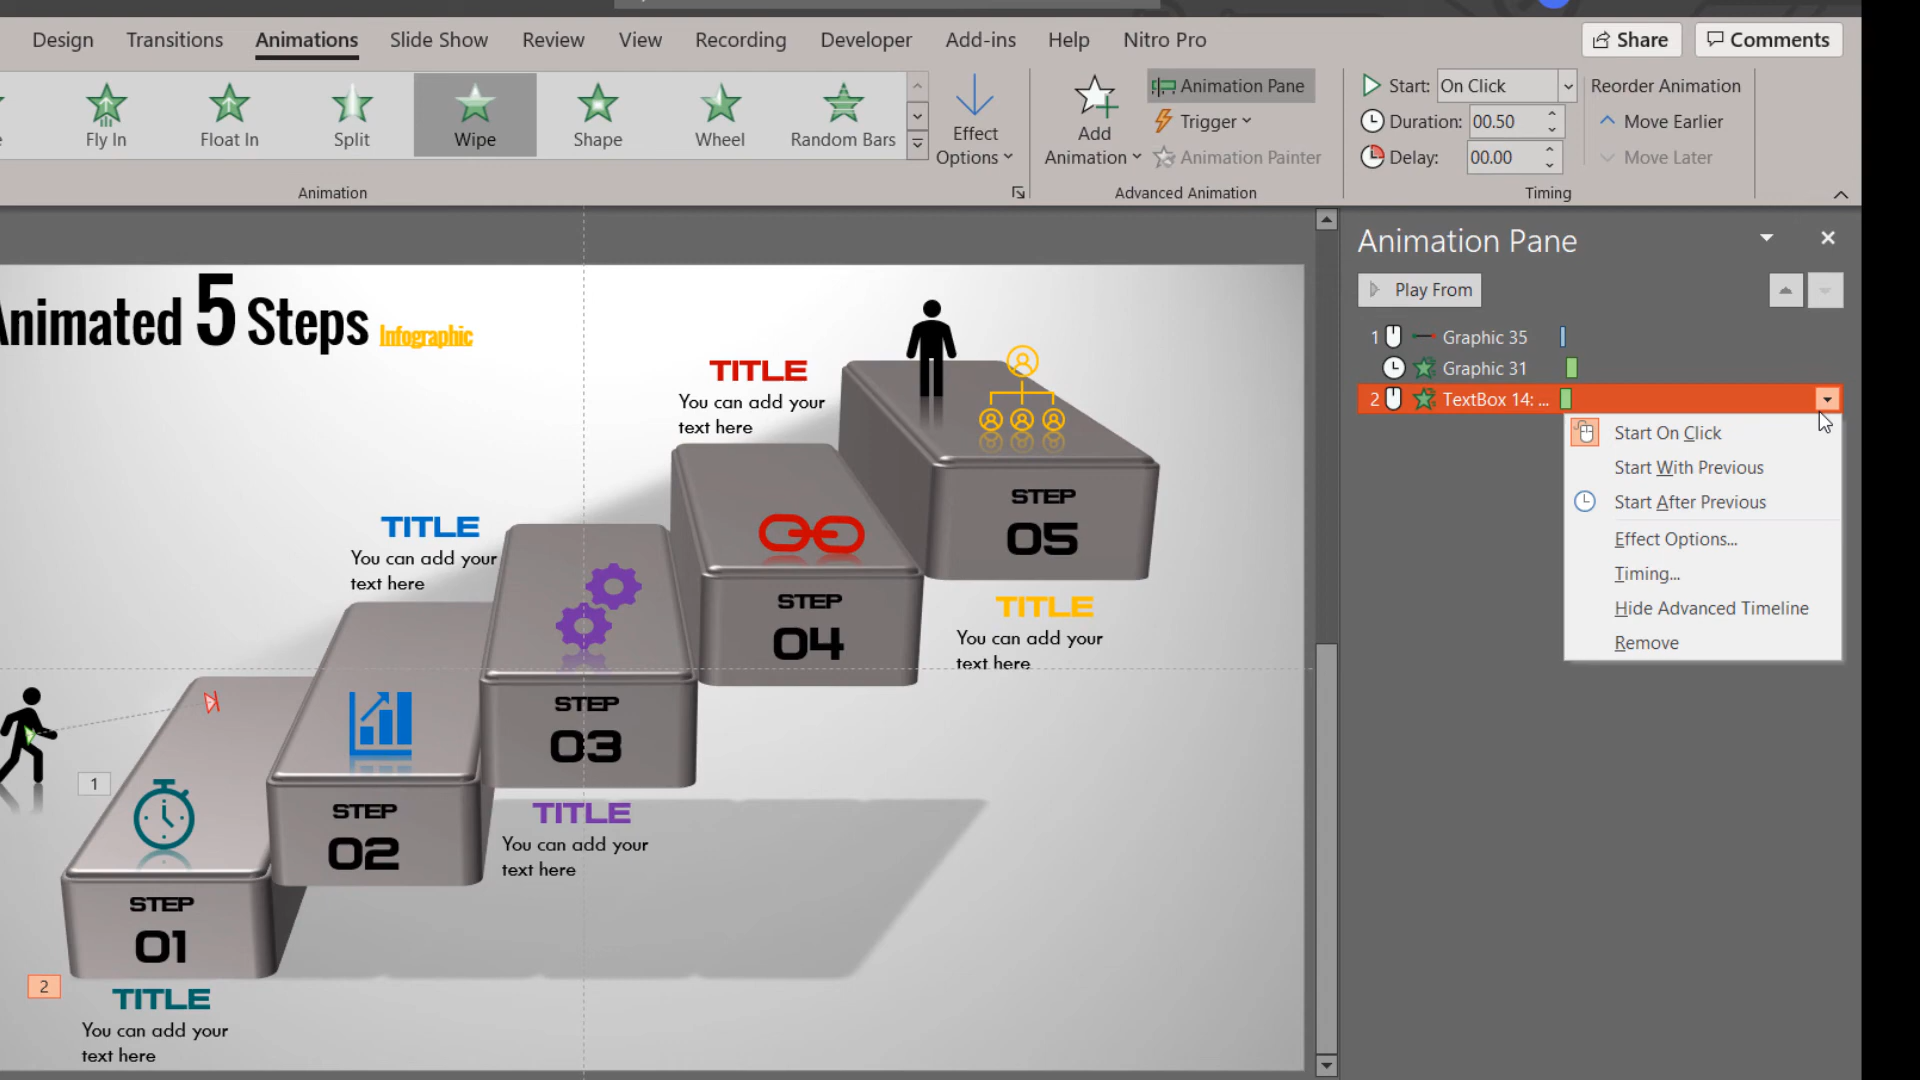 Design Transitions Animations Slide Show Review View Recording Developer Add-ins Help Nitro Pro Share Comments
Fly In Float In Split Wipe Shape Wheel Random Bars
Effect
Options
Add
Animation
Animation Pane
Trigger
Animation Painter
Start: On Click
Duration: 00.50
Delay: 00.00
Reorder Animation
Move Earlier
Move Later
Animation
Advanced Animation
Timing
Animated 5 Steps Infographic
TITLE
You can add your
text here
TITLE
You can add your
text here
STEP
05
STEP
04
TITLE
You can add your
text here
STEP
03
TITLE
You can add your
text here
1
STEP
02
STEP
01
2
TITLE
You can add your
text here
Animation Pane
Play From
1 Graphic 35
Graphic 31
2 TextBox 14: ...
Start On Click
Start With Previous
Start After Previous
Effect Options...
Timing...
Hide Advanced Timeline
Remove